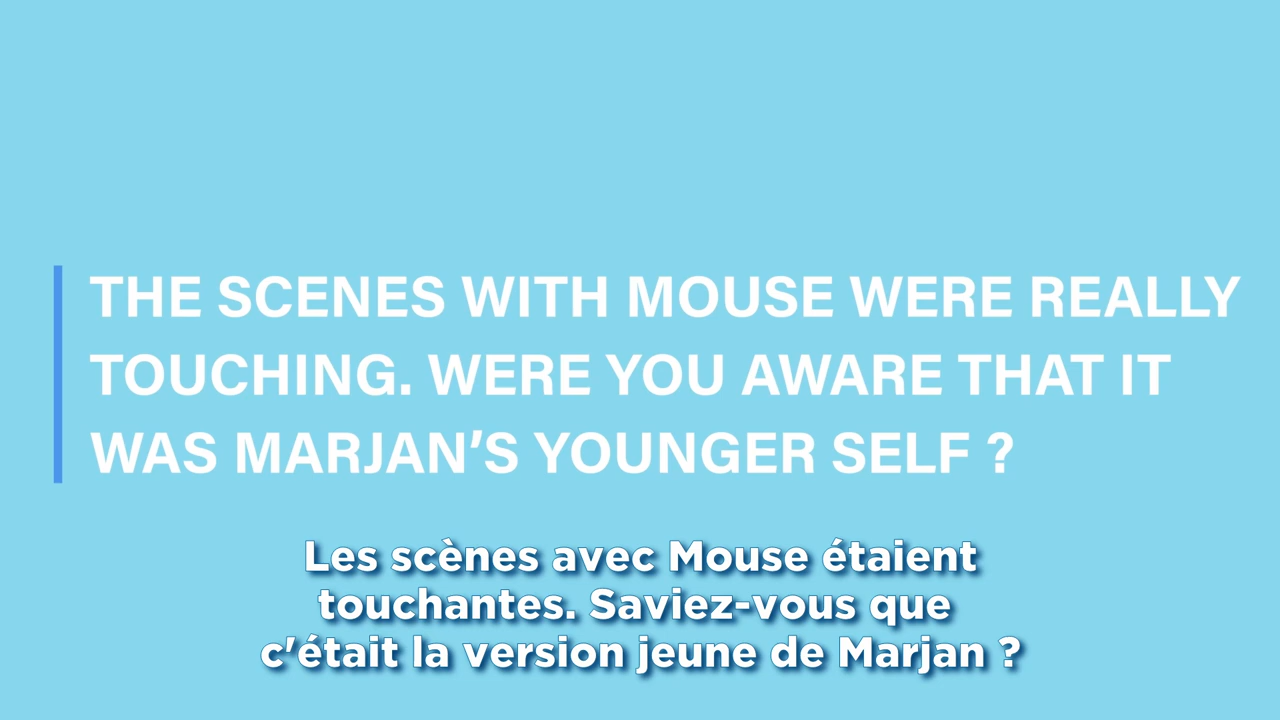 THE SCENES WITH MOUSE WERE REALLY
TOUCHING. WERE YOU AWARE THAT IT
WAS MARJAN'S YOUNGER SELF ?
Les scènes avec Mouse étaient
touchantes. Saviez-vous que
c'était la version jeune de Marjan ?